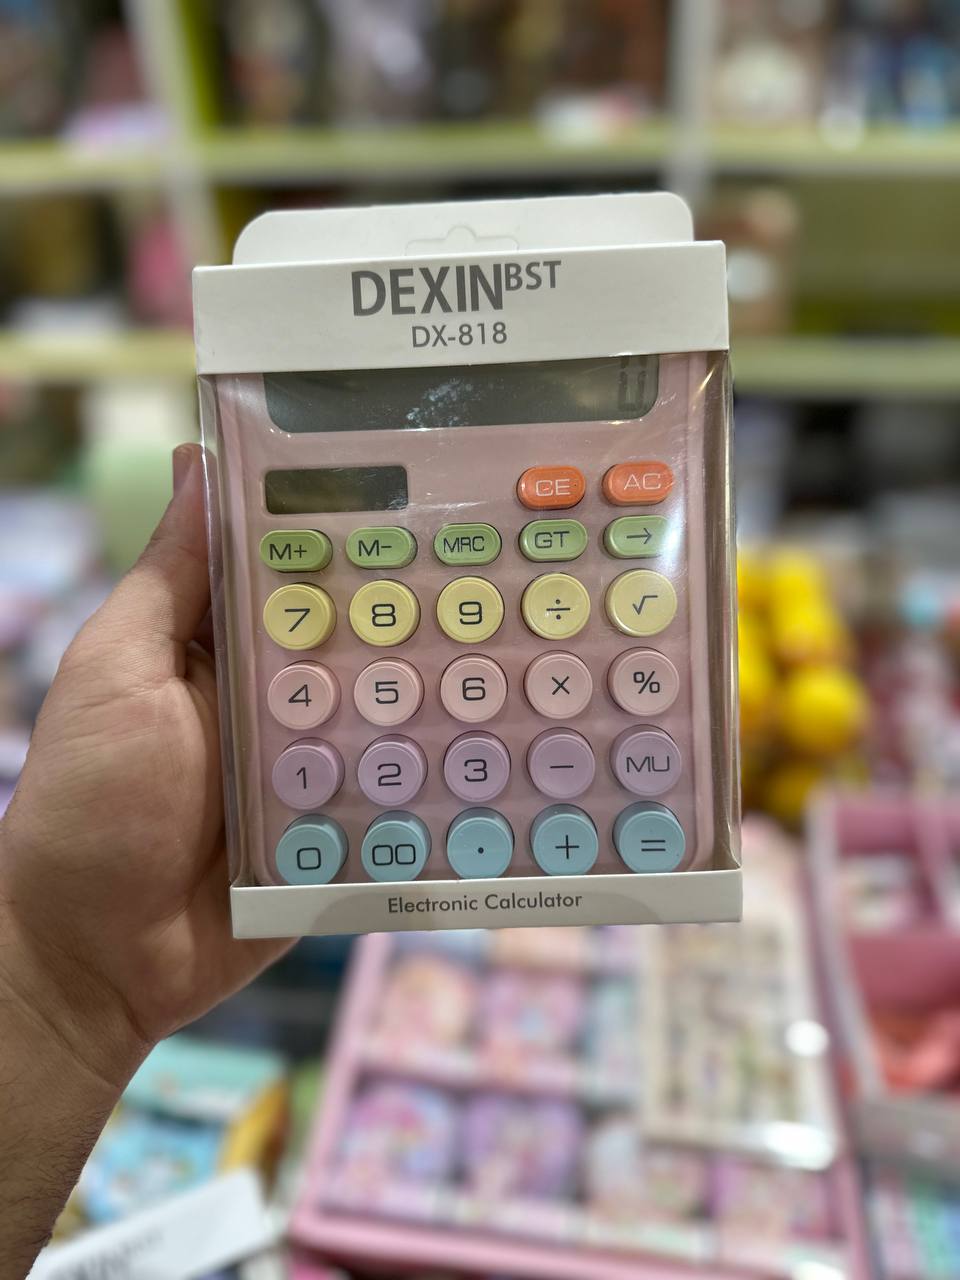 DEXINBST
DX-818
0
CE AC
M+ M- MRC GT →
7 8 9 ÷ √
4 5 6 × %
1 2 3 − MU
0 00 . + =
Electronic Calculator